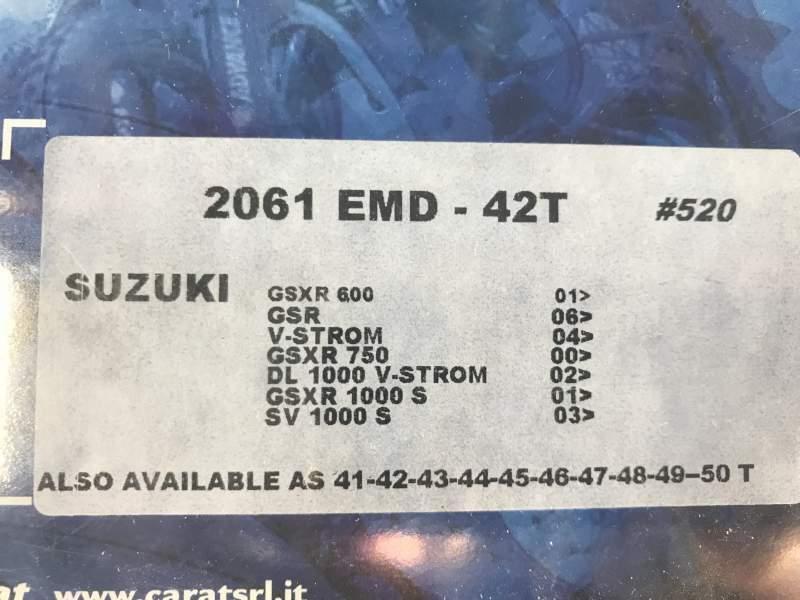 ADVANCE
2061 EMD - 42T #520
SUZUKI GSXR 600 01>
GSR 06>
V-STROM 04>
GSXR 750 00>
DL 1000 V-STROM 02>
GSXR 1000 S 01>
SV 1000 S 03>
ALSO AVAILABLE AS 41-42-43-44-45-46-47-48-49–50 T
at www.caratsrl.it